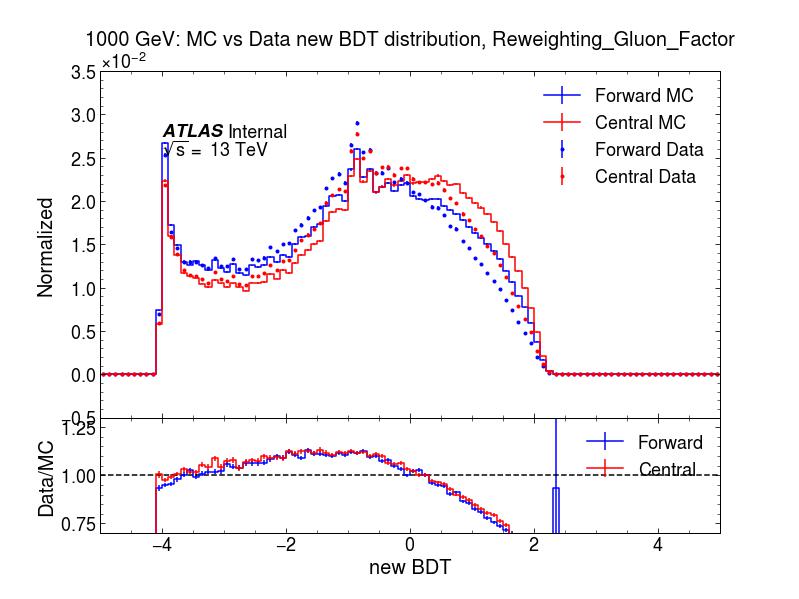 1000 GeV: MC vs Data new BDT distribution, Reweighting_Gluon_Factor
×10⁻²
3.5
3.0
2.5
2.0
1.5
1.0
0.5
0.0
0.5
Normalized
ATLAS Internal
√s = 13 TeV
Forward MC
Central MC
Forward Data
Central Data
1.25
1.00
0.75
Data/MC
Forward
Central
−4
−2
0
2
4
new BDT